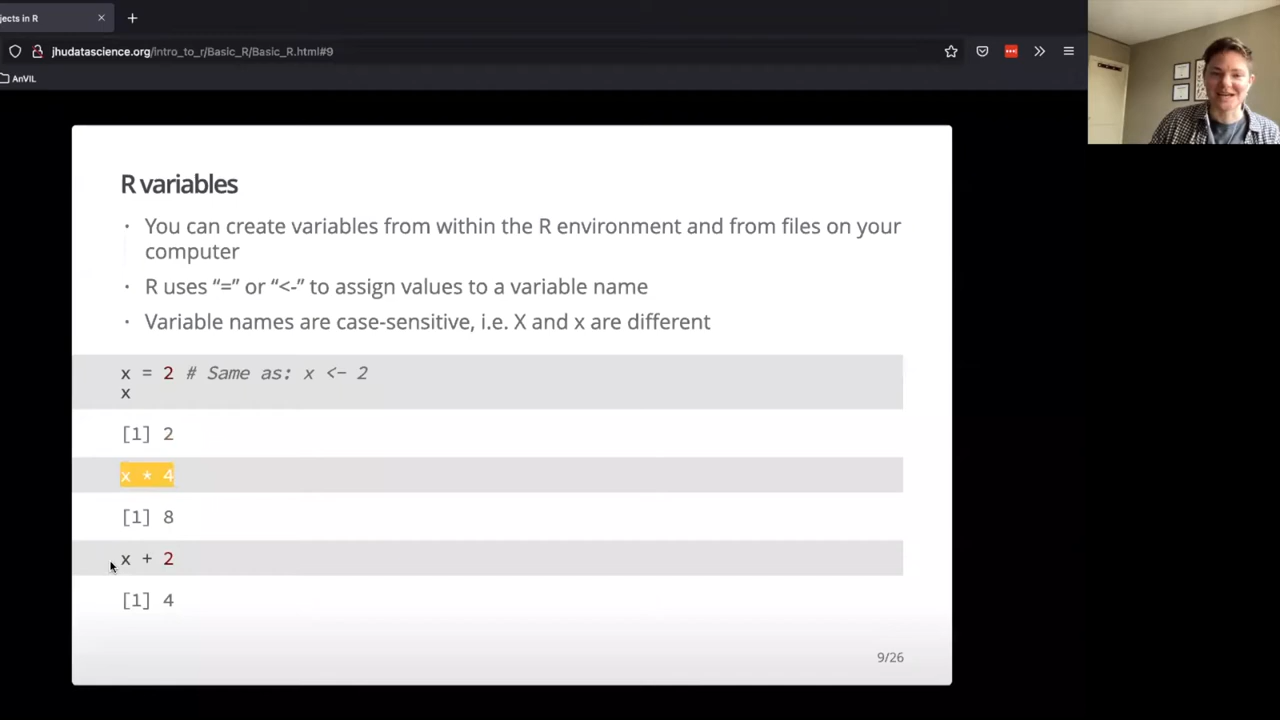 jects in R
jhudatascience.org/Intro_to_r/Basic_R/Basic_R.html#9
AnVIL
R variables
· You can create variables from within the R environment and from files on your
computer
· R uses “=” or “<-” to assign values to a variable name
· Variable names are case-sensitive, i.e. X and x are different
x = 2 # Same as: x <- 2
x
[1] 2
x * 4
[1] 8
x + 2
[1] 4
9/26